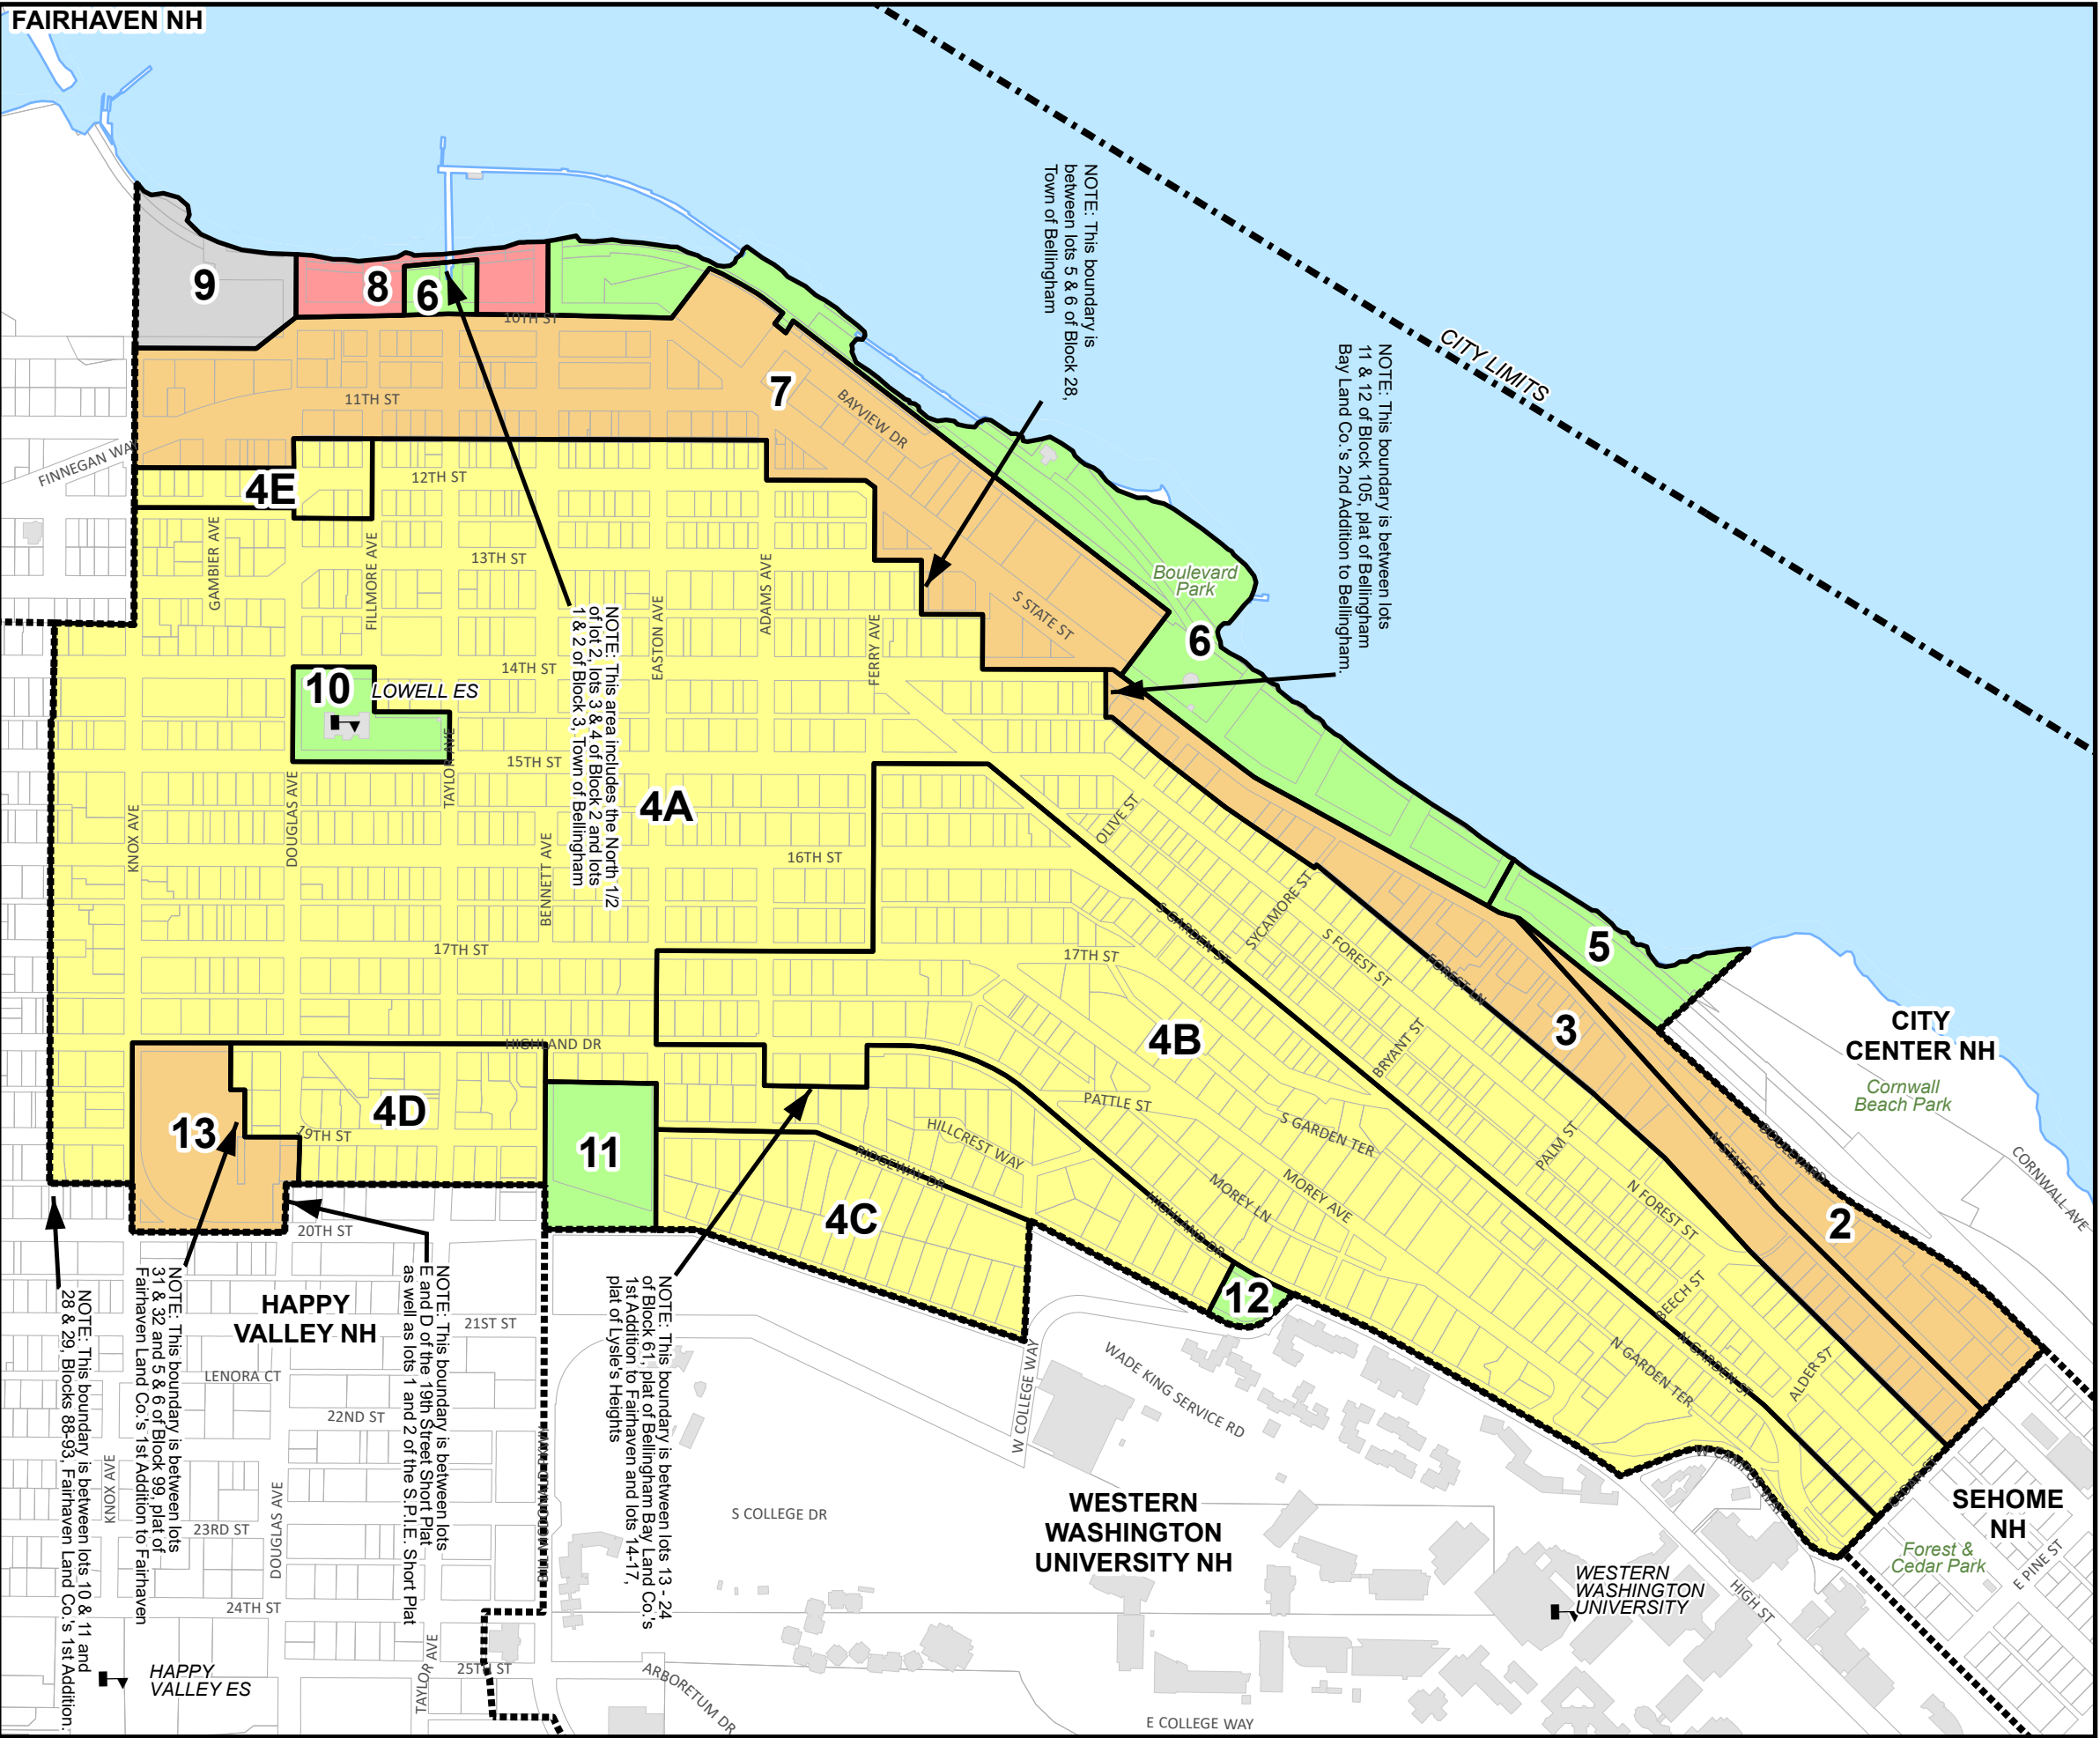 FAIRHAVEN NH
CITY LIMITS
NOTE: This boundary is
between lots 5 & 6 of Block 28,
Town of Bellingham
NOTE: This boundary is between lots
11 & 12 of Block 105, plat of Bellingham
Bay Land Co.'s 2nd Addition to Bellingham.
9
8
6
10TH ST
7
11TH ST
BAYVIEW DR
FINNEGAN WAY
4E
12TH ST
GAMBIER AVE
FILLMORE AVE
13TH ST
EASTON AVE
ADAMS AVE
FERRY AVE
S STATE ST
Boulevard
Park
6
NOTE: This area includes the North 1/2
of lot 2, lots 3 & 4 of Block 2 and lots
1 & 2 of Block 3, Town of Bellingham
14TH ST
10
LOWELL ES
TAYLOR AVE
15TH ST
4A
KNOX AVE
DOUGLAS AVE
BENNETT AVE
16TH ST
OLIVE ST
SYCAMORE ST
S GARDEN ST
S FOREST ST
FOREST LN
17TH ST
17TH ST
5
3
4B
BRYANT ST
CITY
CENTER NH
Cornwall
Beach Park
HIGHLAND DR
13
4D
19TH ST
11
PATTLE ST
HILLCREST WAY
S GARDEN TER
PALM ST
N STATE ST
BOULEVARD
CORNWALL AVE
RIDGEWAY DR
4C
MOREY LN
MOREY AVE
HIGHLAND DR
N FOREST ST
2
20TH ST
12
BEECH ST
N GARDEN ST
N GARDEN TER
ALDER ST
NOTE: This boundary is between lots
E and D of the 19th Street Short Plat
as well as lots 1 and 2 of the S.P.I.E. Short Plat
NOTE: This boundary is between lots
31 & 32 and 5 & 6 of Block 99, plat of
Fairhaven Land Co.'s 1st Addition to Fairhaven
NOTE: This boundary is between lots 10 & 11 and
28 & 29, Blocks 88-93, Fairhaven Land Co.'s 1st Addition.
NOTE: This boundary is between lots 13 - 24
of Block 61, plat of Bellingham Bay Land Co.'s
1st Addition to Fairhaven and lots 14-17,
plat of Lysle's Heights
HAPPY
VALLEY NH
21ST ST
LENORA CT
22ND ST
KNOX AVE
DOUGLAS AVE
23RD ST
24TH ST
TAYLOR AVE
25TH ST
HAPPY
VALLEY ES
W COLLEGE WAY
WADE KING SERVICE RD
S COLLEGE DR
WESTERN
WASHINGTON
UNIVERSITY NH
W CAMPUS WAY
CEDAR ST
SEHOME
NH
Forest &
Cedar Park
E PINE ST
WESTERN
WASHINGTON
UNIVERSITY
HIGH ST
ARBORETUM DR
E COLLEGE WAY